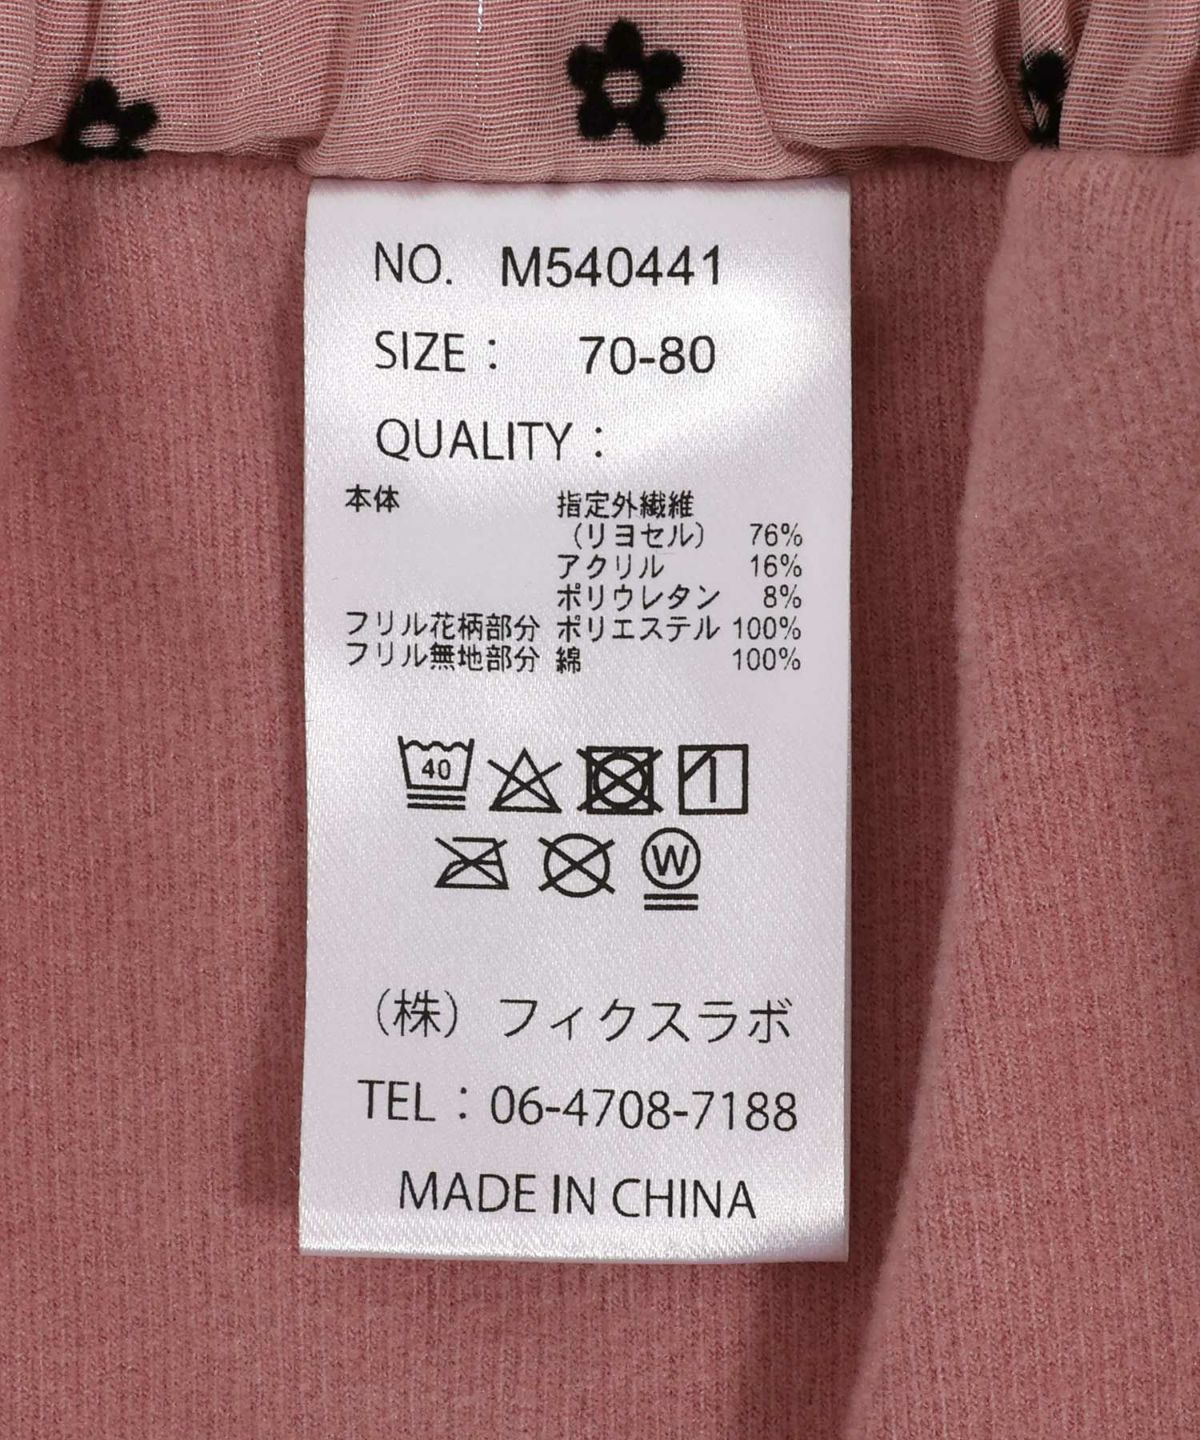 NO. M540441
SIZE： 70-80
QUALITY：
本体 指定外繊維
（リヨセル） 76%
アクリル 16%
ポリウレタン 8%
フリル花柄部分 ポリエステル 100%
フリル無地部分 綿 100%
40
W
（株）フィクスラボ
TEL：06-4708-7188
MADE IN CHINA